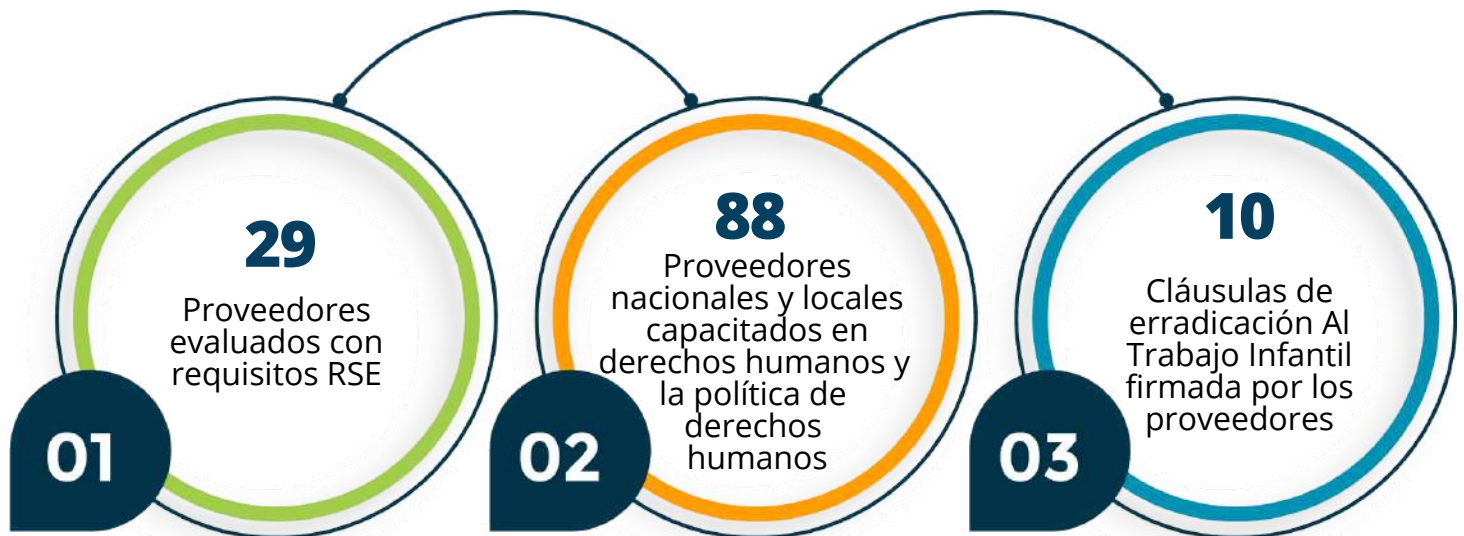 29
Proveedores
evaluados con
requisitos RSE
01
88
Proveedores
nacionales y locales
capacitados en
derechos humanos y
la política de
derechos
humanos
02
10
Cláusulas de
erradicación Al
Trabajo Infantil
firmada por los
proveedores
03